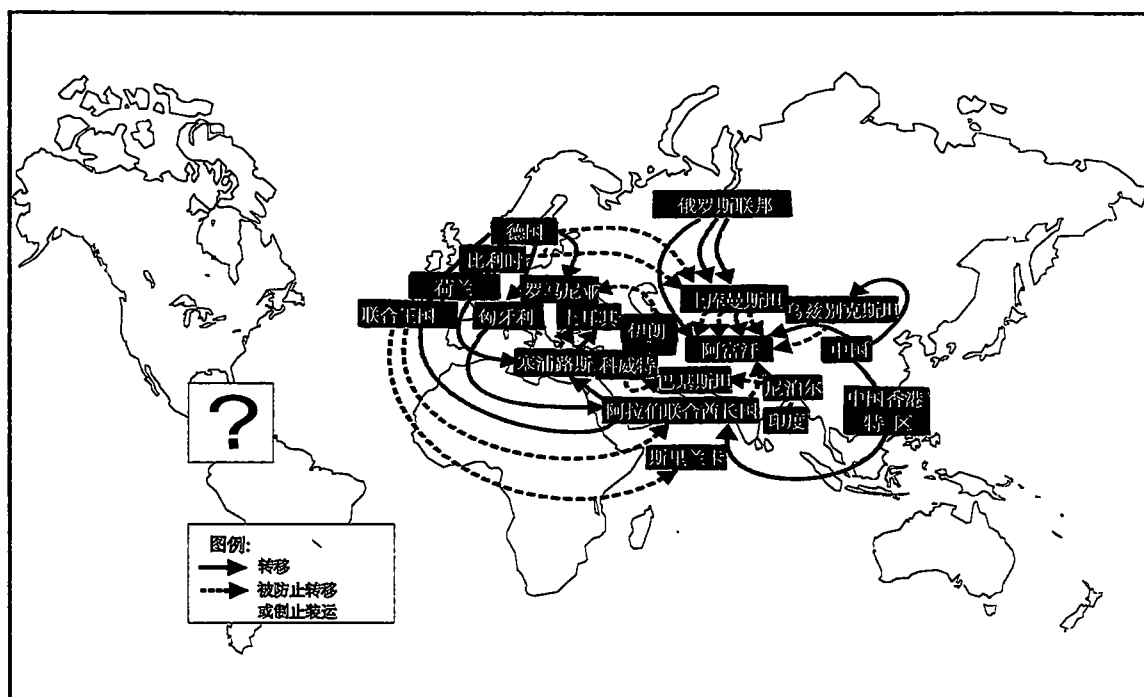 俄罗斯联邦
德国
比利时
荷兰
罗马尼亚
土库曼斯坦
乌兹别克斯坦
联合王国
匈牙利
土耳其
伊朗
阿富汗
中国
塞浦路斯
科威特
巴基斯坦
尼泊尔
阿拉伯联合酋长国
印度
中国香港
特 区
斯里兰卡
?
图例:
转移
被防止转移
或制止装运